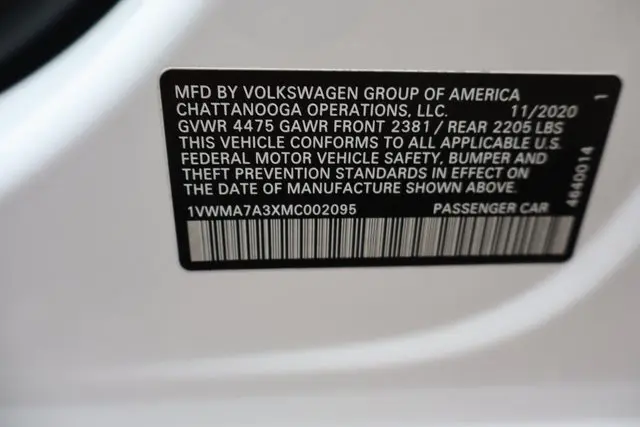 MFD BY VOLKSWAGEN GROUP OF AMERICA
CHATTANOOGA OPERATIONS, LLC. 11/2020
GVWR 4475 GAWR FRONT 2381 / REAR 2205 LBS
THIS VEHICLE CONFORMS TO ALL APPLICABLE U.S.
FEDERAL MOTOR VEHICLE SAFETY, BUMPER AND
THEFT PREVENTION STANDARDS IN EFFECT ON
THE DATE OF MANUFACTURE SHOWN ABOVE.
1VWMA7A3XMC002095 PASSENGER CAR
4640014 1